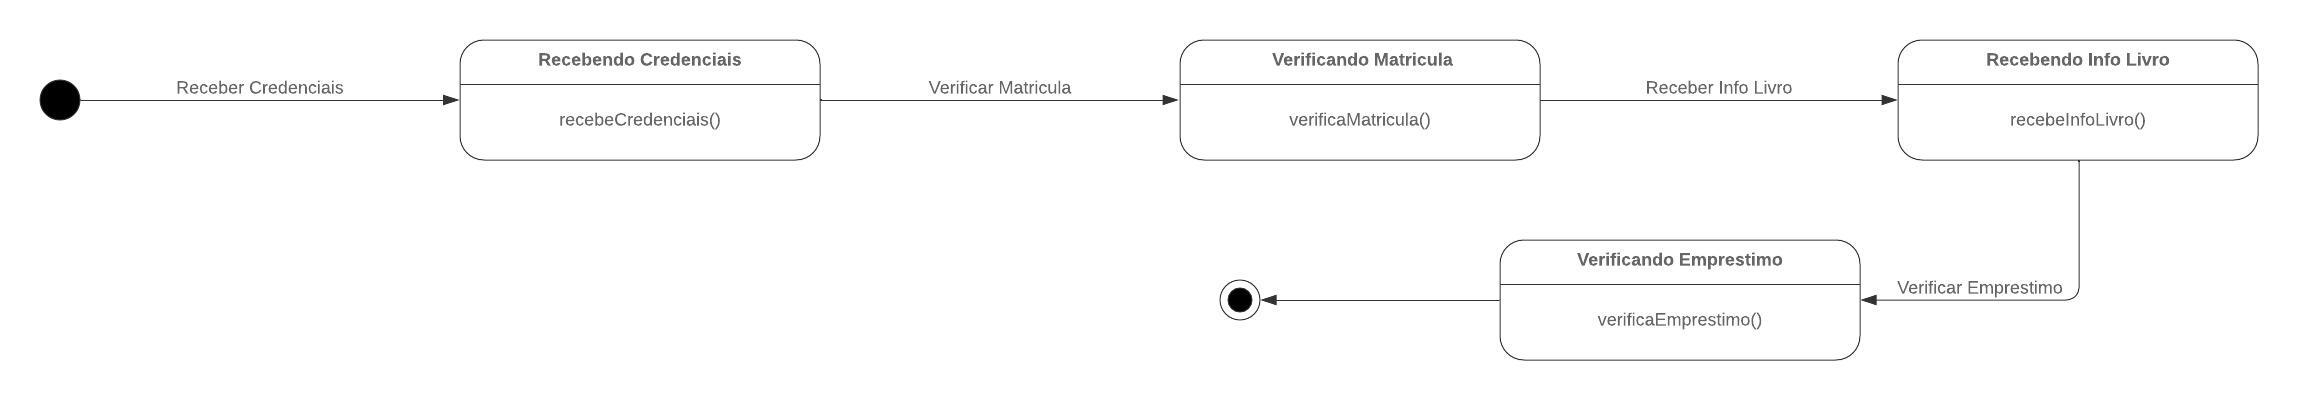 Receber Credenciais
Recebendo Credenciais
recebeCredenciais()
Verificar Matricula
Verificando Matricula
verificaMatricula()
Receber Info Livro
Recebendo Info Livro
recebeInfoLivro()
Verificar Emprestimo
Verificando Emprestimo
verificaEmprestimo()